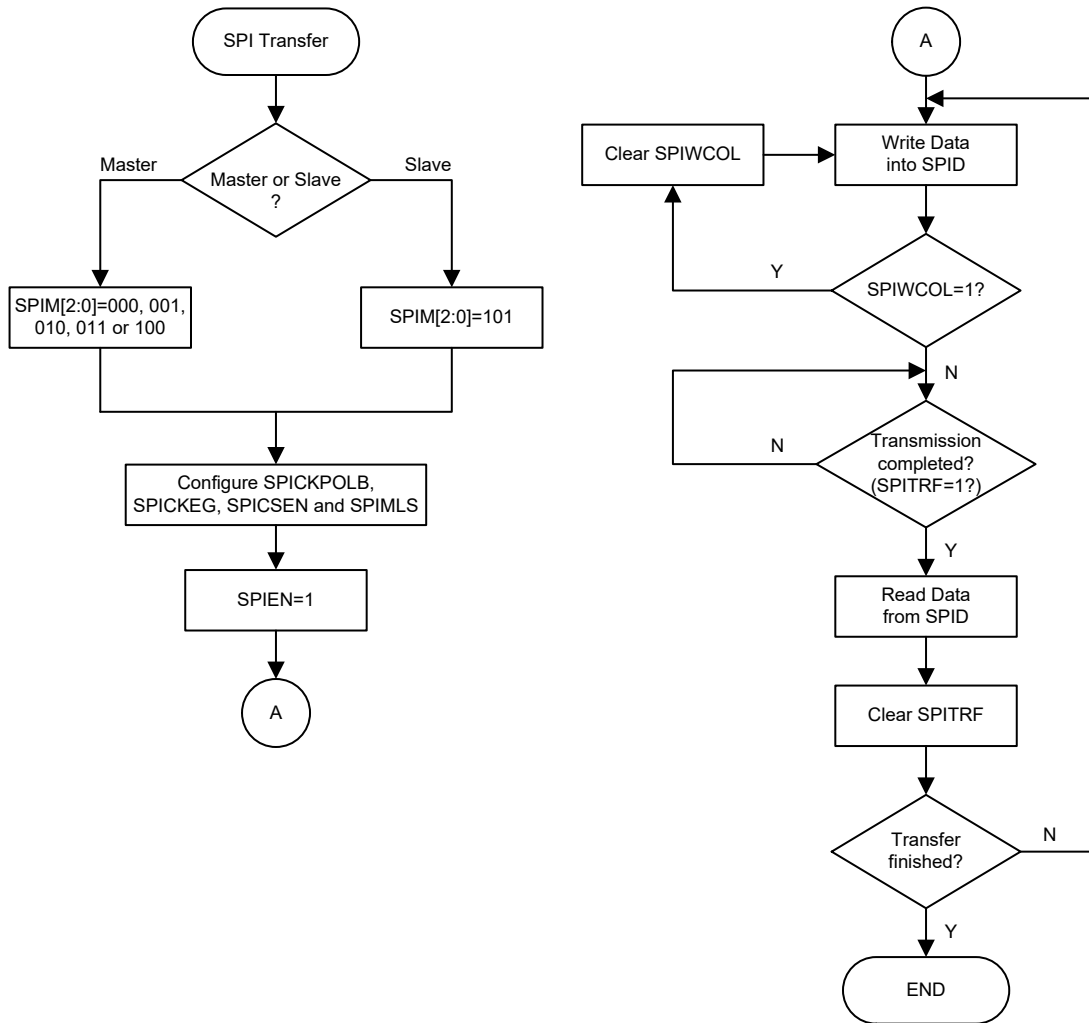 SPI Transfer
Master or Slave
?
Master
Slave
SPIM[2:0]=000, 001,
010, 011 or 100
SPIM[2:0]=101
Configure SPICKPOLB,
SPICKEG, SPICSEN and SPIMLS
SPIEN=1
A
A
Write Data
into SPID
Clear SPIWCOL
SPIWCOL=1?
Y
N
Transmission
completed?
(SPITRF=1?)
N
Y
Read Data
from SPID
Clear SPITRF
Transfer
finished?
N
Y
END